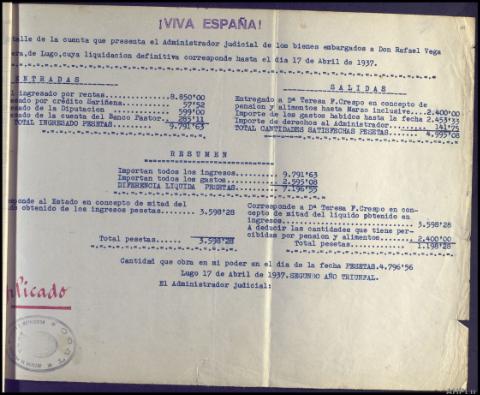 ¡VIVA ESPAÑA!
talle de la cuenta que presenta el Administrador judicial de los bienes embargados a Don Rafael Vega
era, de Lugo, cuya liquidacion definitiva corresponde hasta el dia 17 de Abril de 1937.
ENTRADAS
ingresado por rentas........8.850'00
esado por crédito Sariñena...... 57'52
esado de la Diputacion ........ 599'00
esado de la cuenta del Banco Pastor.. 285'11
TOTAL INGRESADO PESETAS.... 9.791'63
SALIDAS
Entregado a Dª Teresa F.Crespo en concepto de
pension y alimentos hasta Marzo inclusive....2.400'00
Importe de los gastos habidos hasta la fecha 2.453'33
Importe de derechos al Administrador........ 141'75
TOTAL CANTIDADES SATISFECHAS PESETAS..... 4.995'08
RESUMEN
Importan todos los ingresos........ 9.791'63
Importan todos los gastos.......... 2.595'08
DIFERENCIA LIQUIDA PESETAS...... 7.196'55
ponde al Estado en concepto de mitad del
do obtenido de los ingresos pesetas..... 3.598'28
Total pesetas... 3.598'28
Corresponde a Dª Teresa F.Crespo en con-
cepto de mitad del liquido obtenido en
ingresos........................ 3.598'28
A deducir las cantidades que tiene per-
cibidas por pension y alimentos..... 2.400'00
Total pesetas....... 1.198'28
Cantidad que obra en mi poder en el dia de la fecha PESETAS.4.796'56
Lugo 17 de Abril de 1937.SEGUNDO AÑO TRIUNFAL.
El Administrador judicial:
plicado